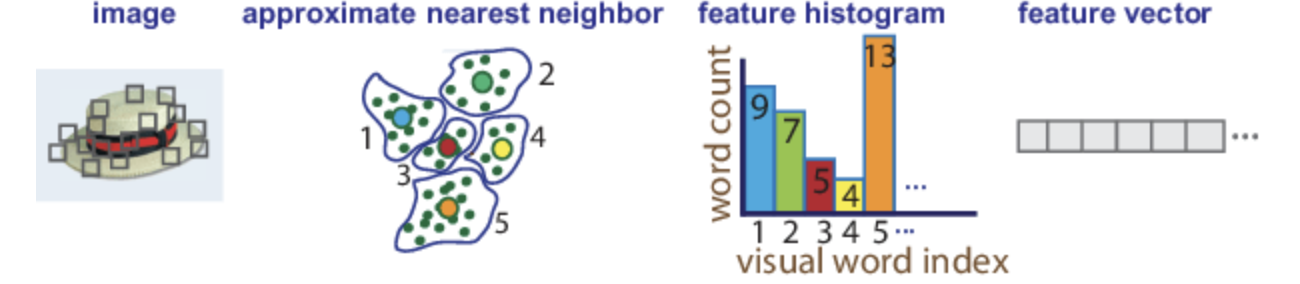 image
approximate nearest neighbor
feature histogram
feature vector
1
2
3
4
5
word count
9
7
5
4
13
...
1 2 3 4 5 ...
visual word index
...